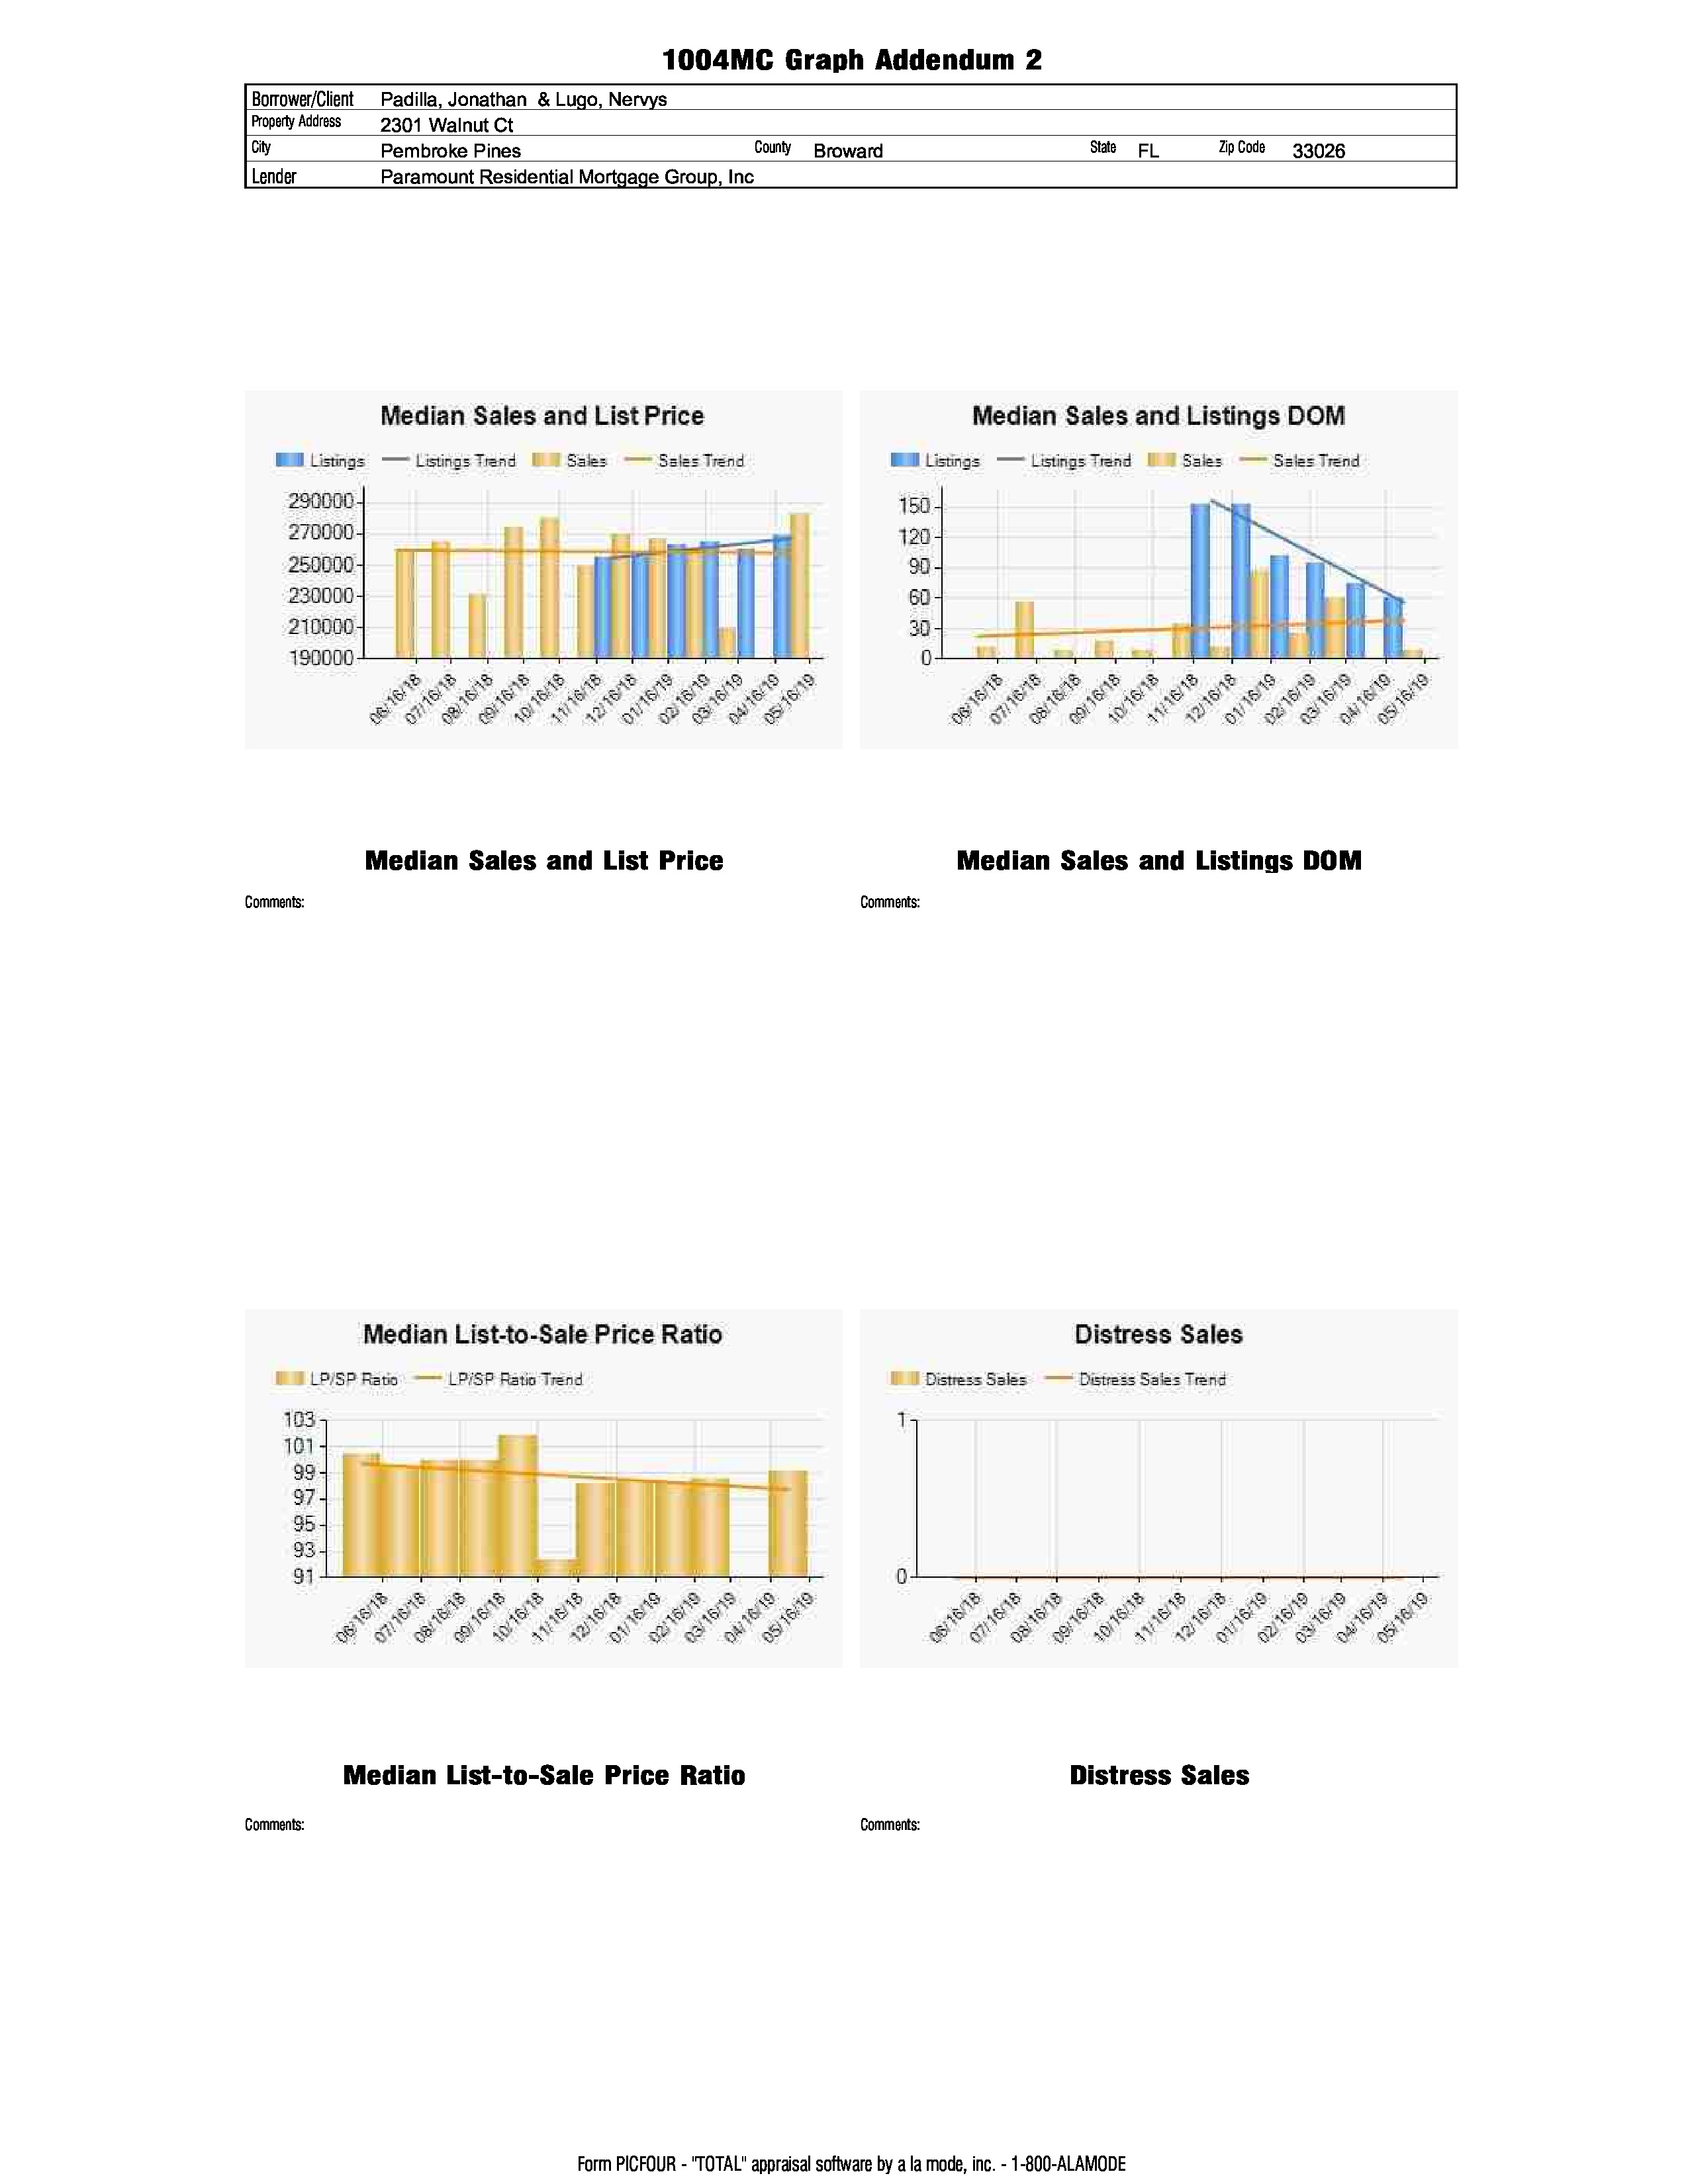 1004MC Graph Addendum 2
Borrower/Client Padilla, Jonathan & Lugo, Nervys
Property Address 2301 Walnut Ct
City Pembroke Pines County Broward State FL Zip Code 33026
Lender Paramount Residential Mortgage Group, Inc
Median Sales and List Price
Listings Listings Trend Sales Sales Trend
290000
270000
250000
230000
210000
190000
06/16/18 07/16/18 08/16/18 09/16/18 10/16/18 11/16/18 12/16/18 01/16/19 02/16/19 03/16/19 04/16/19 05/16/19
Median Sales and Listings DOM
Listings Listings Trend Sales Sales Trend
150
120
90
60
30
0
06/16/18 07/16/18 08/16/18 09/16/18 10/16/18 11/16/18 12/16/18 01/16/19 02/16/19 03/16/19 04/16/19 05/16/19
Median Sales and List Price
Comments:
Median Sales and Listings DOM
Comments:
Median List-to-Sale Price Ratio
LP/SP Ratio LP/SP Ratio Trend
103
101
99
97
95
93
91
06/16/18 07/16/18 08/16/18 09/16/18 10/16/18 11/16/18 12/16/18 01/16/19 02/16/19 03/16/19 04/16/19 05/16/19
Distress Sales
Distress Sales Distress Sales Trend
1
0
06/16/18 07/16/18 08/16/18 09/16/18 10/16/18 11/16/18 12/16/18 01/16/19 02/16/19 03/16/19 04/16/19 05/16/19
Median List-to-Sale Price Ratio
Comments:
Distress Sales
Comments:
Form PICFOUR - "TOTAL" appraisal software by a la mode, inc. - 1-800-ALAMODE